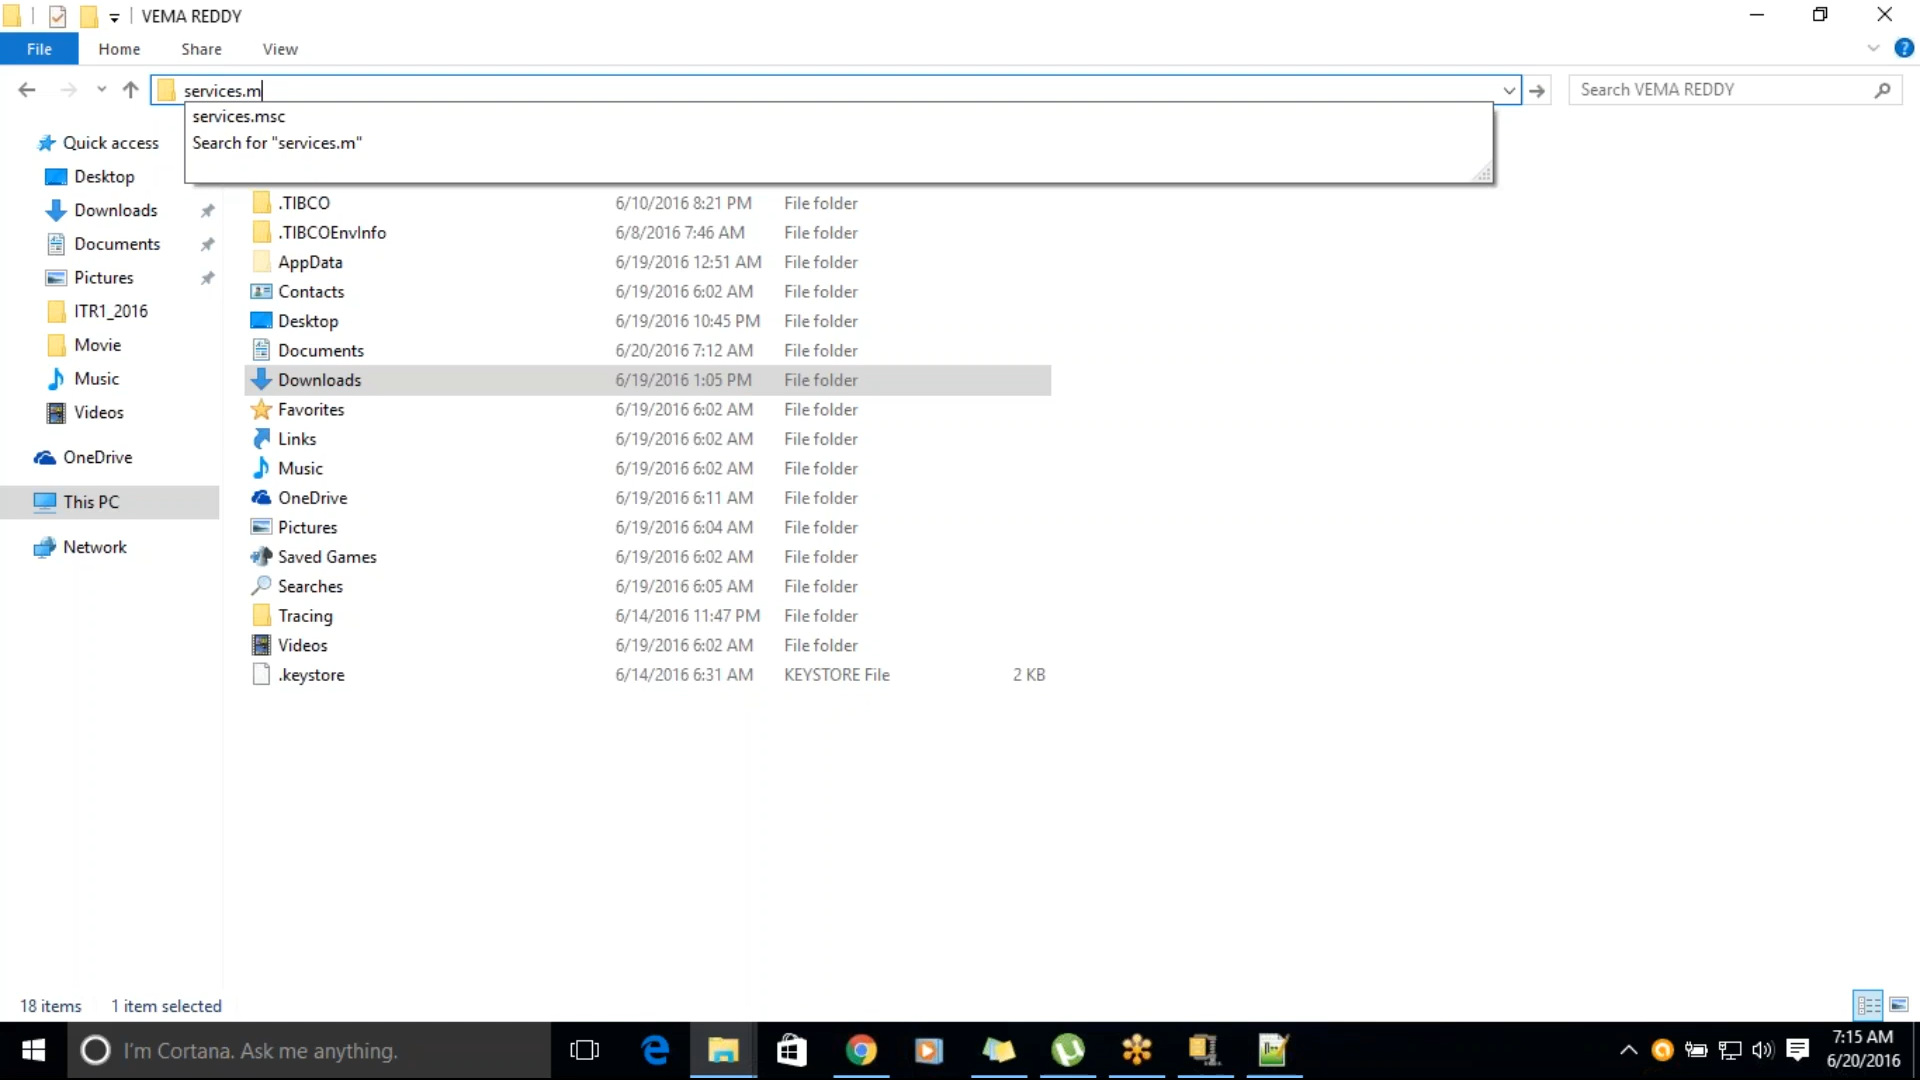 VEMA REDDY
File Home Share View
services.m
Search VEMA REDDY
services.msc
Search for "services.m"
Quick access
Desktop
Downloads
Documents
Pictures
ITR1_2016
Movie
Music
Videos
OneDrive
This PC
Network
.TIBCO 6/10/2016 8:21 PM File folder
.TIBCOEnvInfo 6/8/2016 7:46 AM File folder
AppData 6/19/2016 12:51 AM File folder
Contacts 6/19/2016 6:02 AM File folder
Desktop 6/19/2016 10:45 PM File folder
Documents 6/20/2016 7:12 AM File folder
Downloads 6/19/2016 1:05 PM File folder
Favorites 6/19/2016 6:02 AM File folder
Links 6/19/2016 6:02 AM File folder
Music 6/19/2016 6:02 AM File folder
OneDrive 6/19/2016 6:11 AM File folder
Pictures 6/19/2016 6:04 AM File folder
Saved Games 6/19/2016 6:02 AM File folder
Searches 6/19/2016 6:05 AM File folder
Tracing 6/14/2016 11:47 PM File folder
Videos 6/19/2016 6:02 AM File folder
.keystore 6/14/2016 6:31 AM KEYSTORE File 2 KB
18 items 1 item selected
I'm Cortana. Ask me anything.
7:15 AM
6/20/2016